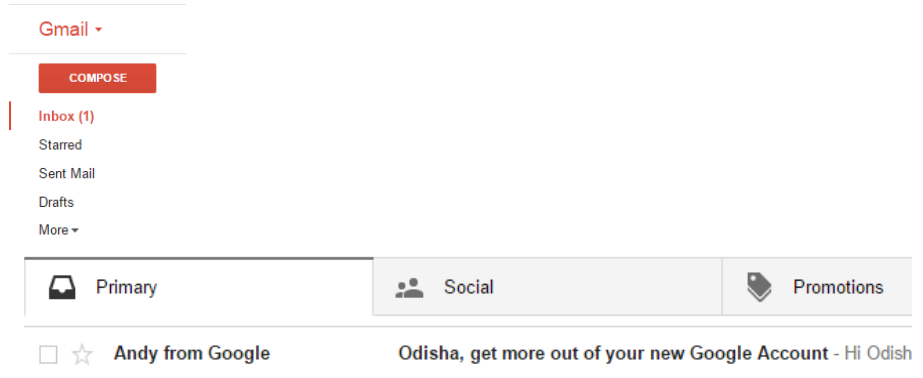 Gmail
COMPOSE
Inbox (1)
Starred
Sent Mail
Drafts
More
Primary Social Promotions
Andy from Google Odisha, get more out of your new Google Account - Hi Odish